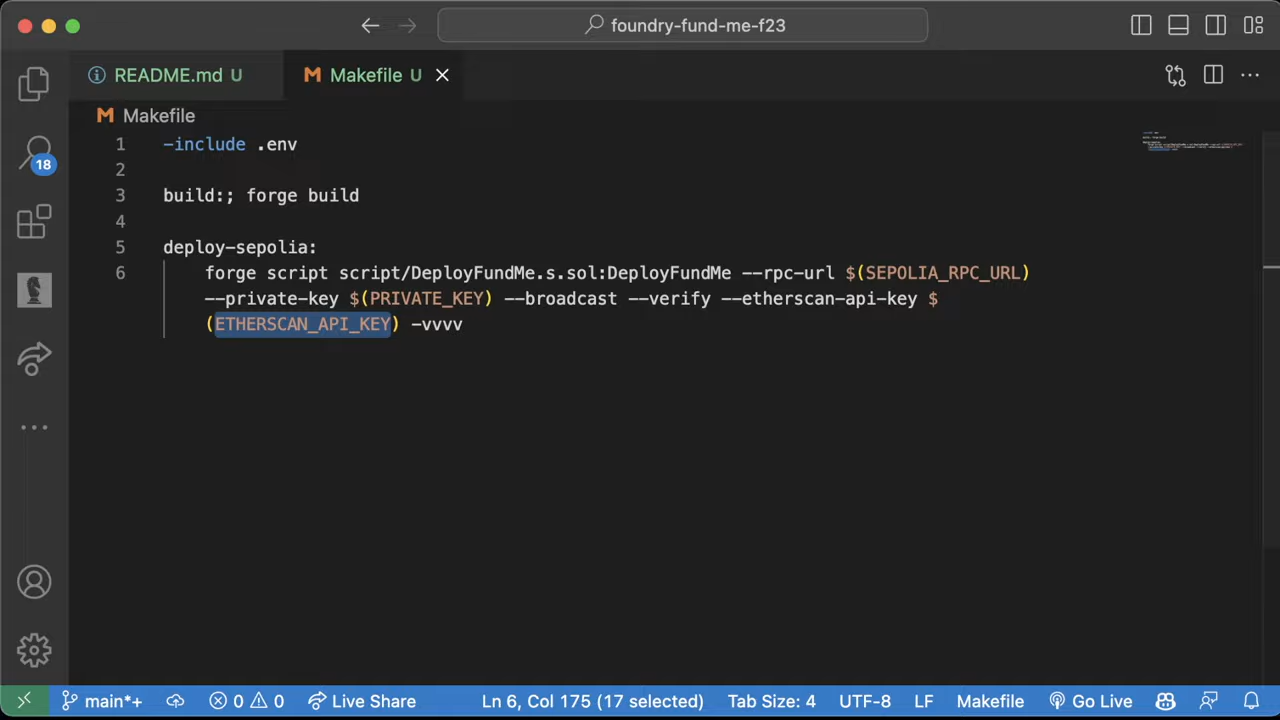 foundry-fund-me-f23
README.md U
Makefile U
Makefile
18
1 -include .env
2
3 build:; forge build
4
5 deploy-sepolia:
6 forge script script/DeployFundMe.s.sol:DeployFundMe --rpc-url $(SEPOLIA_RPC_URL)
--private-key $(PRIVATE_KEY) --broadcast --verify --etherscan-api-key $
(ETHERSCAN_API_KEY) -vvvv
main*+ 0 0 Live Share Ln 6, Col 175 (17 selected) Tab Size: 4 UTF-8 LF Makefile Go Live